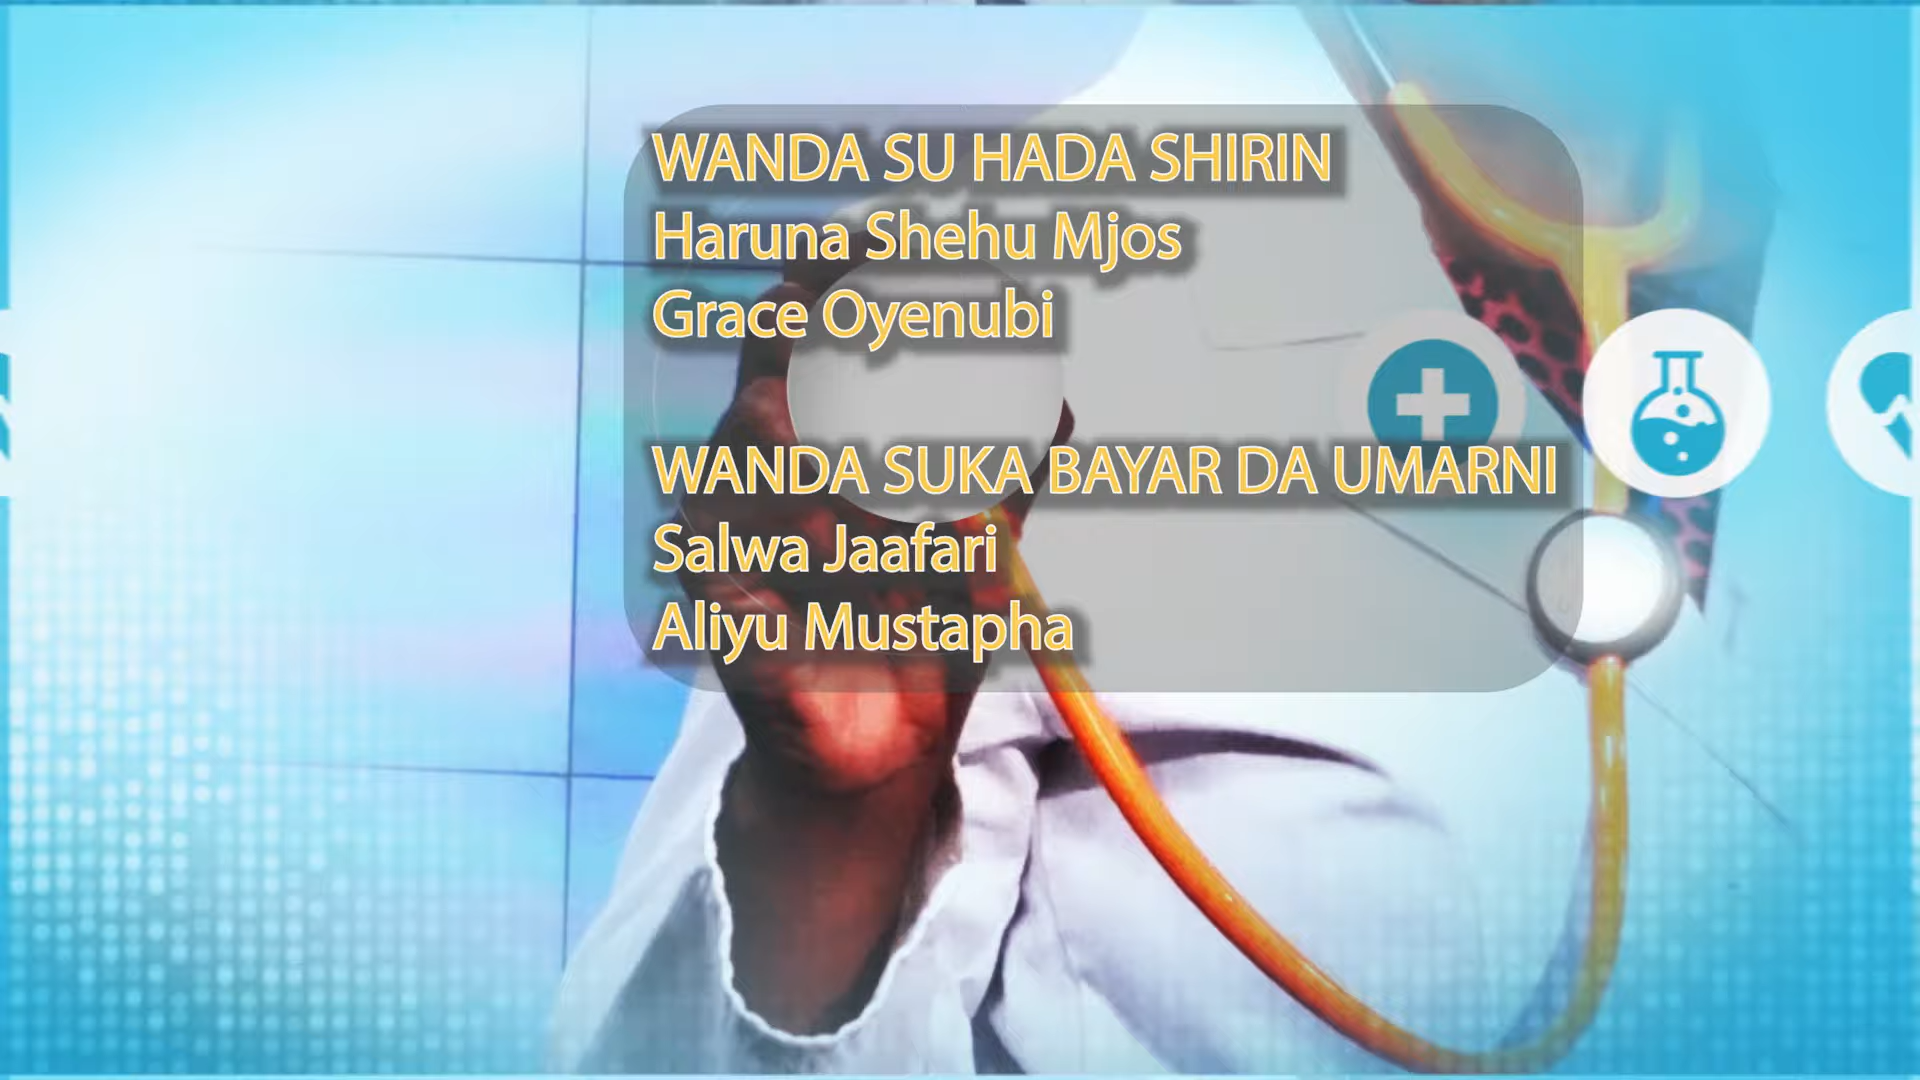 WANDA SU HADA SHIRIN
Haruna Shehu Mjos
Grace Oyenubi
WANDA SUKA BAYAR DA UMARNI
Salwa Jaafari
Aliyu Mustapha